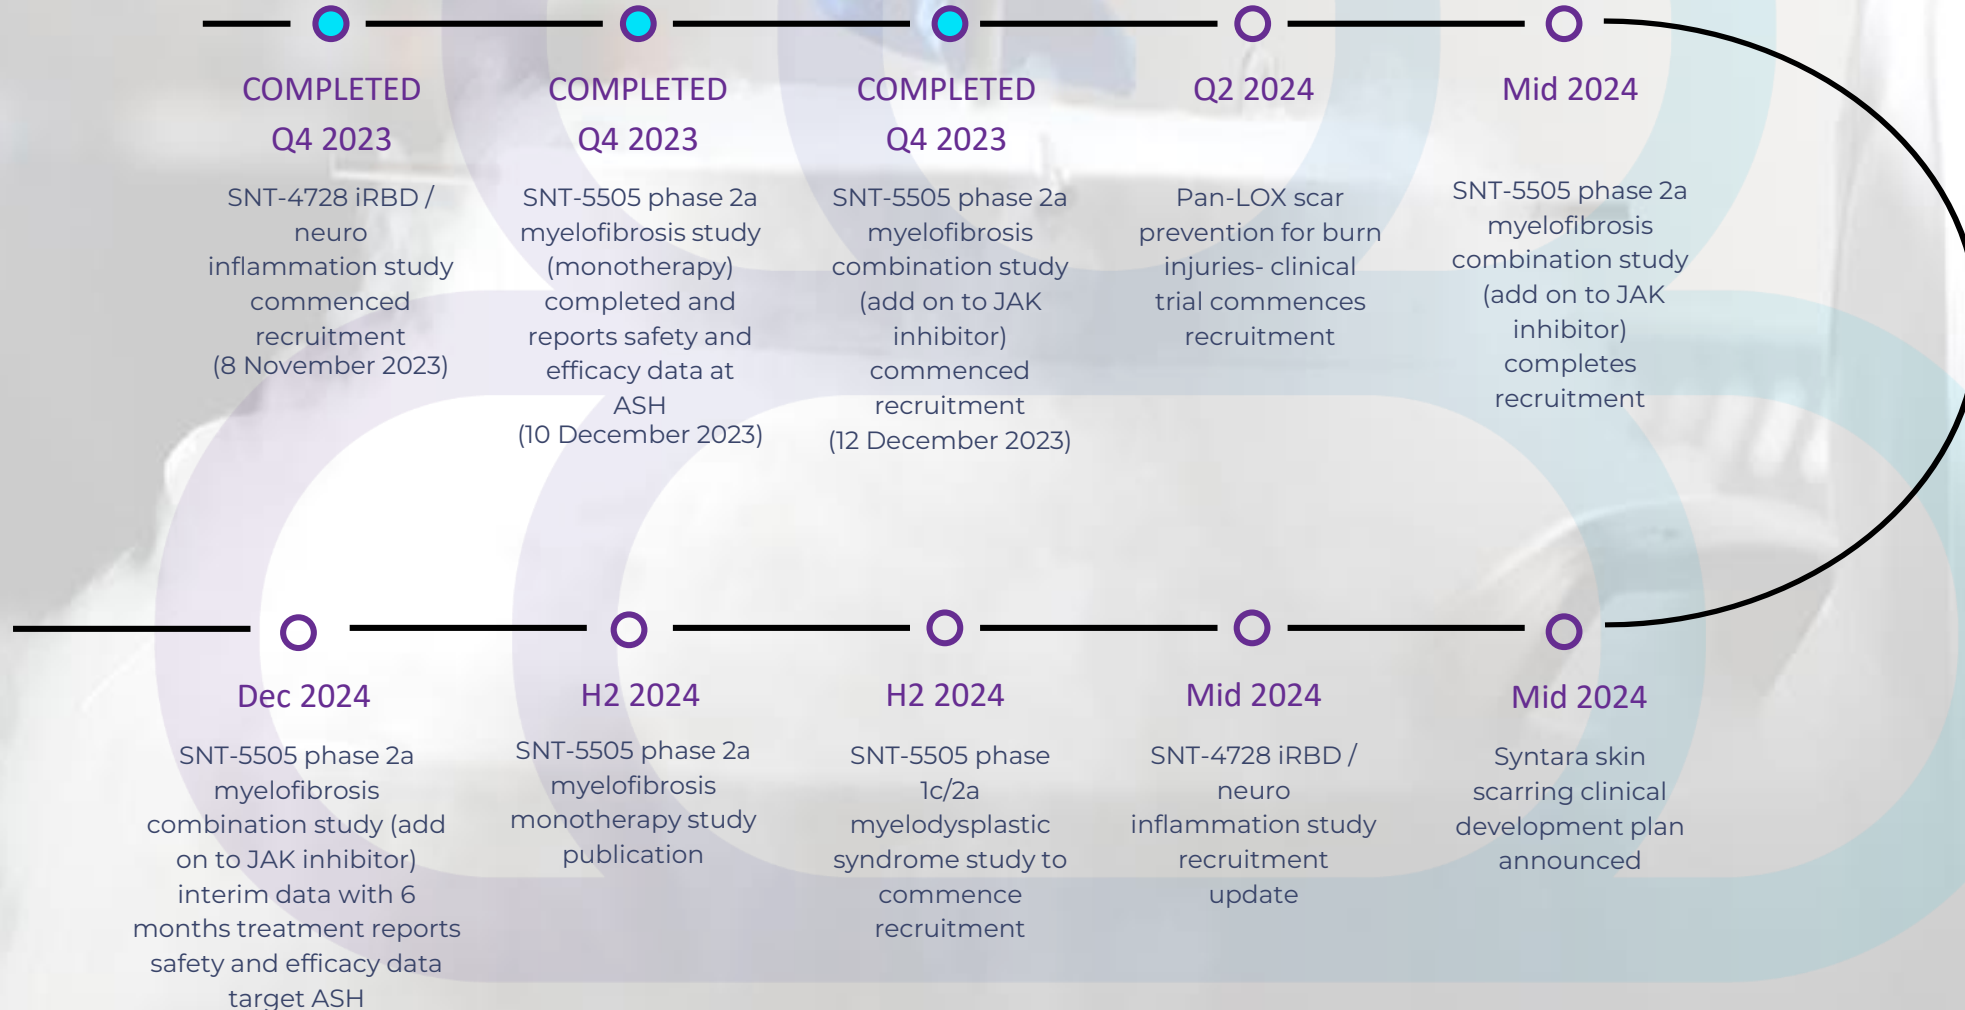 COMPLETED
Q4 2023
SNT-4728 iRBD /
neuro
inflammation study
commenced
recruitment
(8 November 2023)
COMPLETED
Q4 2023
SNT-5505 phase 2a
myelofibrosis study
(monotherapy)
completed and
reports safety and
efficacy data at
ASH
(10 December 2023)
COMPLETED
Q4 2023
SNT-5505 phase 2a
myelofibrosis
combination study
(add on to JAK
inhibitor)
commenced
recruitment
(12 December 2023)
Q2 2024
Pan-LOX scar
prevention for burn
injuries- clinical
trial commences
recruitment
Mid 2024
SNT-5505 phase 2a
myelofibrosis
combination study
(add on to JAK
inhibitor)
completes
recruitment
Mid 2024
Syntara skin
scarring clinical
development plan
announced
Mid 2024
SNT-4728 iRBD /
neuro
inflammation study
recruitment
update
H2 2024
SNT-5505 phase
1c/2a
myelodysplastic
syndrome study to
commence
recruitment
H2 2024
SNT-5505 phase 2a
myelofibrosis
monotherapy study
publication
Dec 2024
SNT-5505 phase 2a
myelofibrosis
combination study (add
on to JAK inhibitor)
interim data with 6
months treatment reports
safety and efficacy data
target ASH